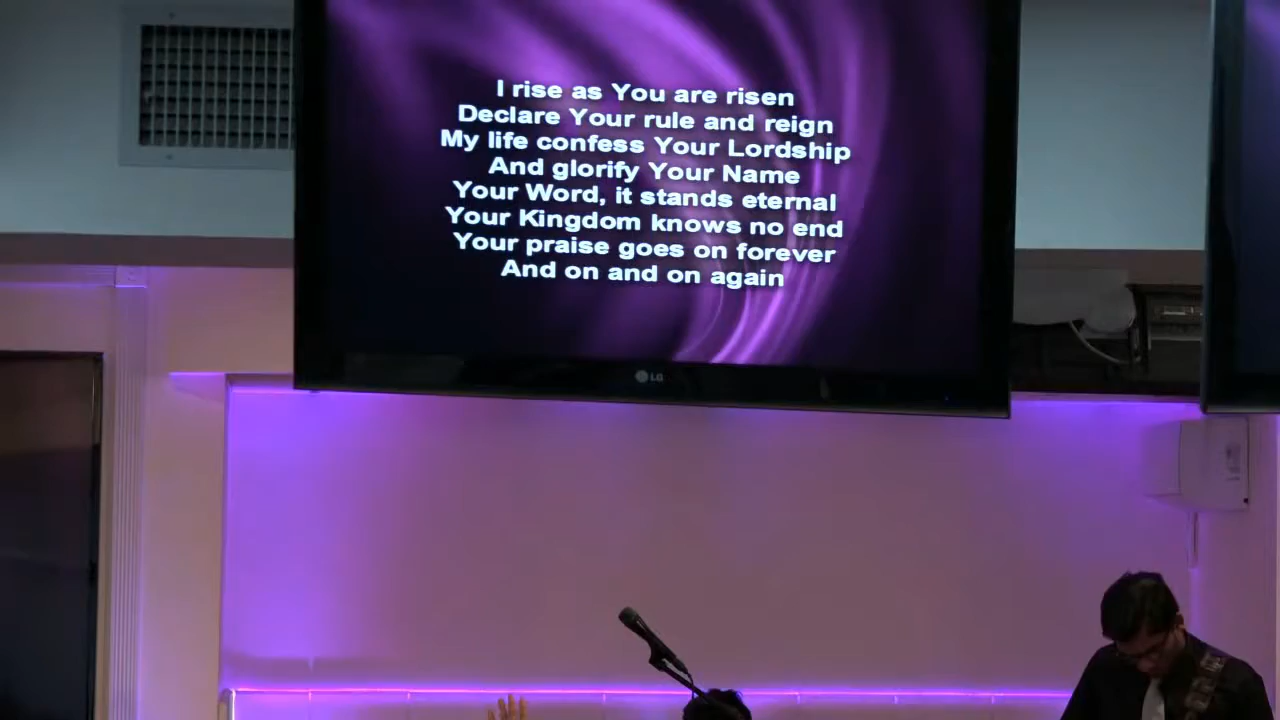 I rise as You are risen
Declare Your rule and reign
My life confess Your Lordship
And glorify Your Name
Your Word, it stands eternal
Your Kingdom knows no end
Your praise goes on forever
And on and on again
LG